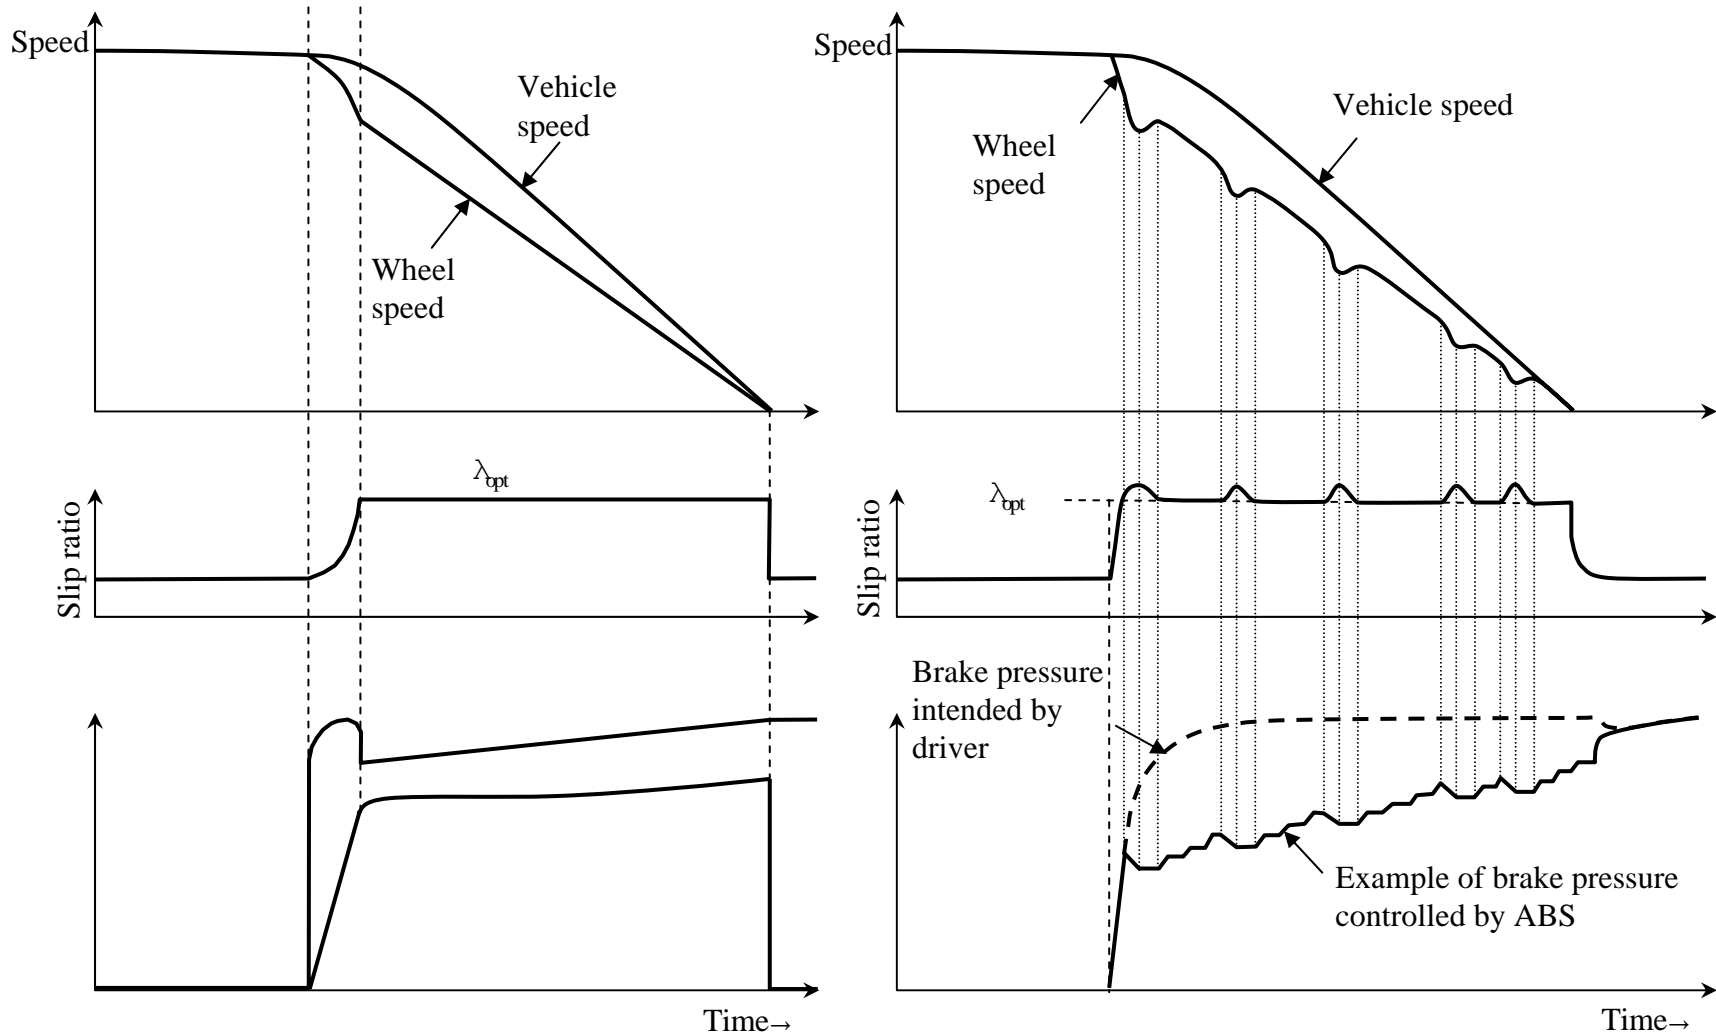 Speed
Vehicle
speed
Wheel
speed
λopt
Slip ratio
Time→
Speed
Vehicle speed
Wheel
speed
λopt
Slip ratio
Brake pressure
intended by
driver
Example of brake pressure
controlled by ABS
Time→